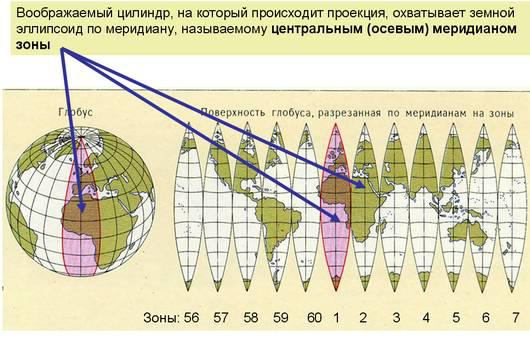 Воображаемый цилиндр, на который происходит проекция, охватывает земной
эллипсоид по меридиану, называемому центральным (осевым) меридианом
зоны
Глобус
Поверхность глобуса, разрезанная по меридианам на зоны
Зоны: 56 57 58 59 60 1 2 3 4 5 6 7